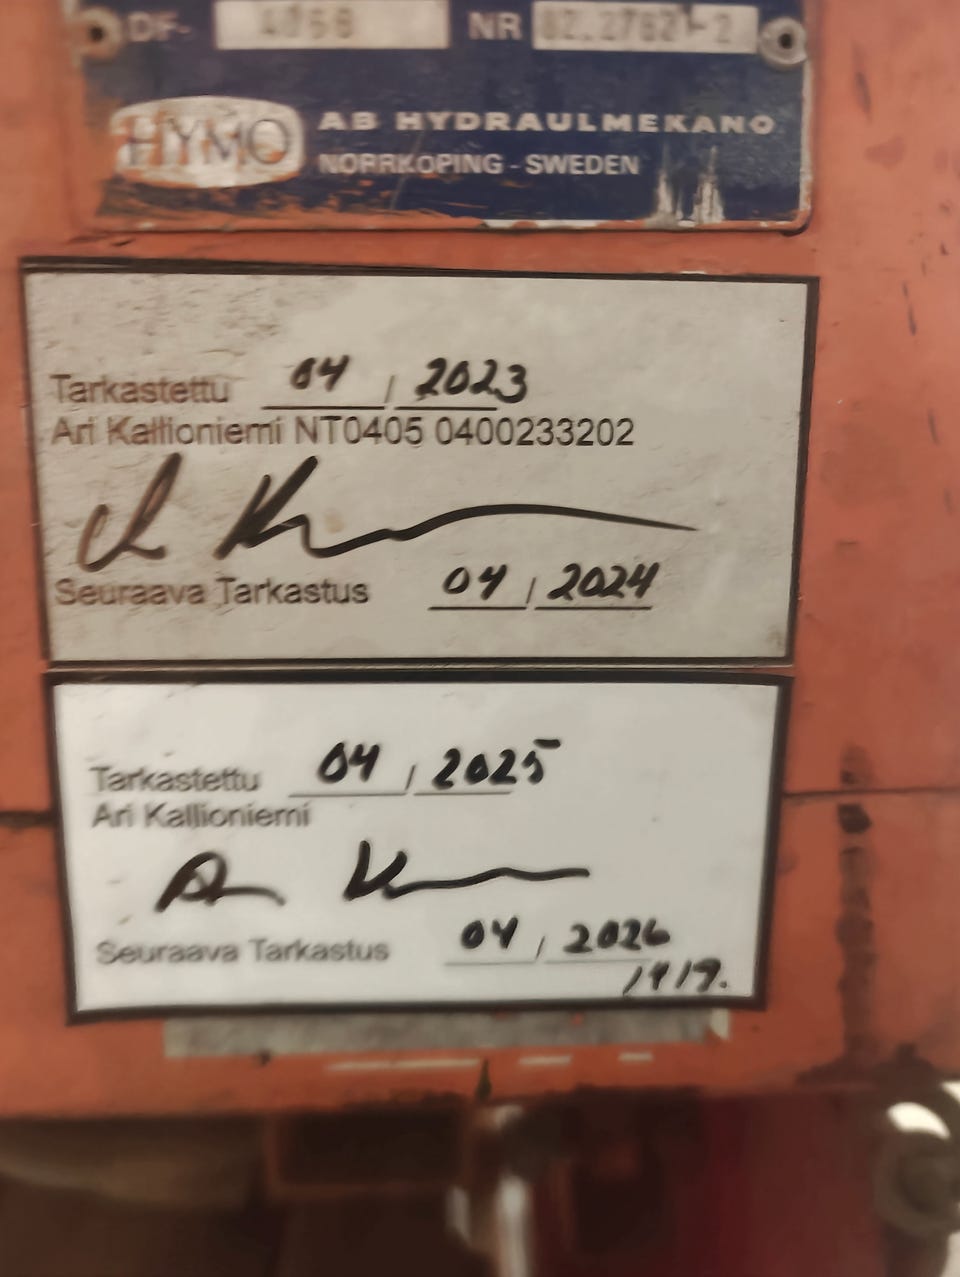 DF- 4068 NR
HYMO AB HYDRAULMEKANO
NORRKOPING - SWEDEN
Tarkastettu 04 / 2023
Ari Kallioniemi NT0405 0400233202
Seuraava Tarkastus 04 / 2024
Tarkastettu 04 / 2025
Ari Kallioniemi
Seuraava Tarkastus 04 / 2026